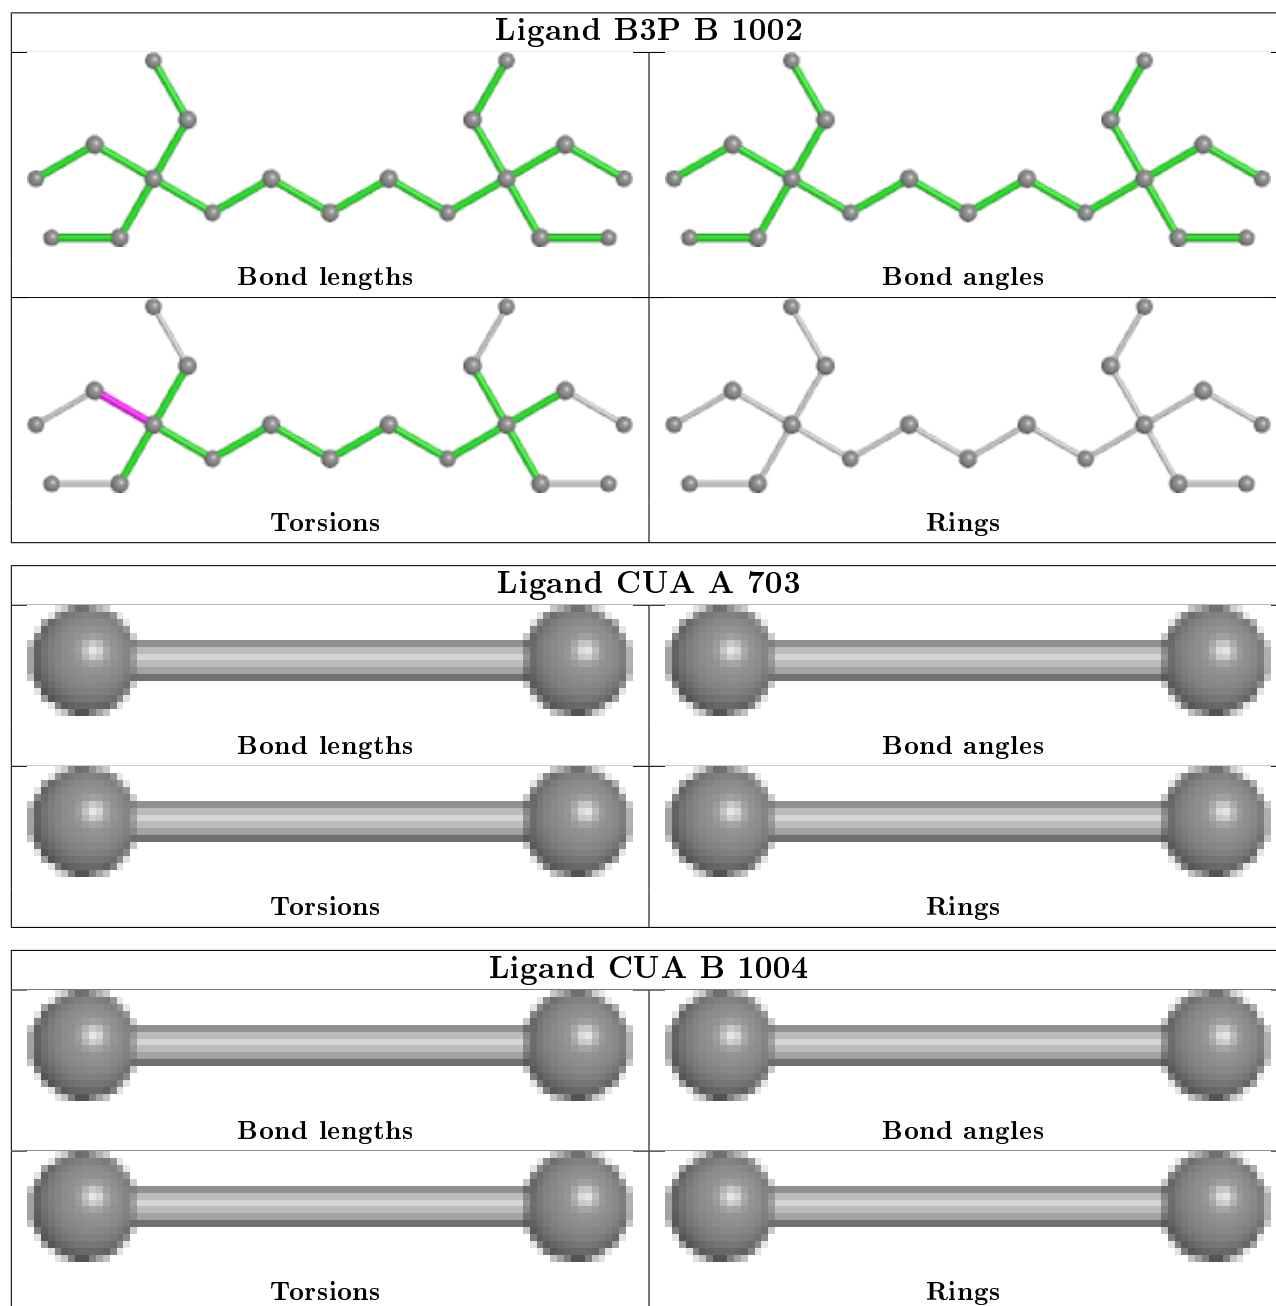 Ligand B3P B 1002
Bond lengths
Bond angles
Torsions
Rings
Ligand CUA A 703
Bond lengths
Bond angles
Torsions
Rings
Ligand CUA B 1004
Bond lengths
Bond angles
Torsions
Rings